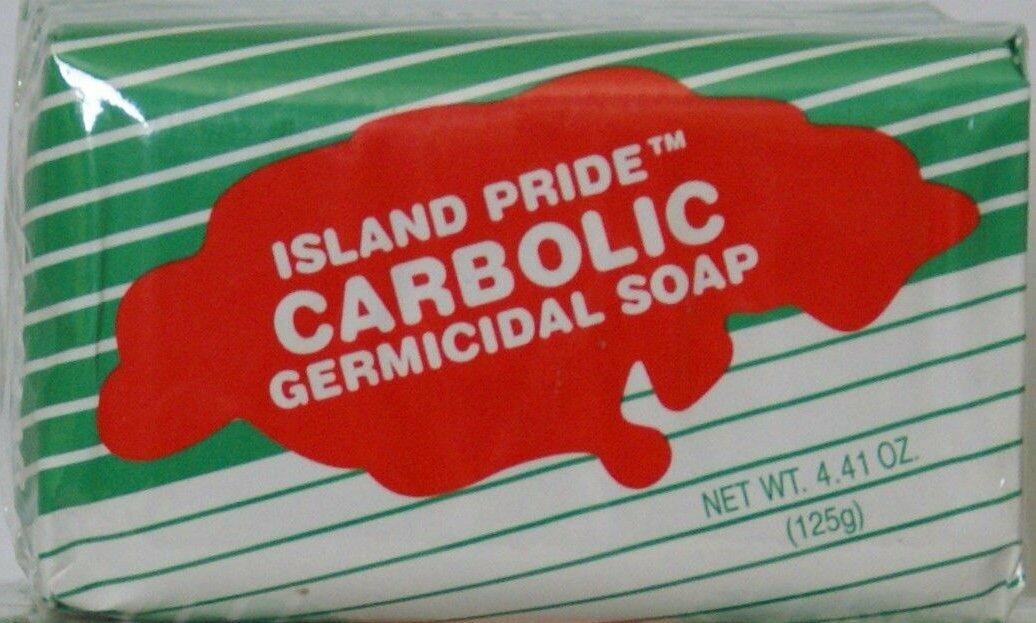 ISLAND PRIDE™
CARBOLIC
GERMICIDAL SOAP
NET WT. 4.41 OZ.
(125g)